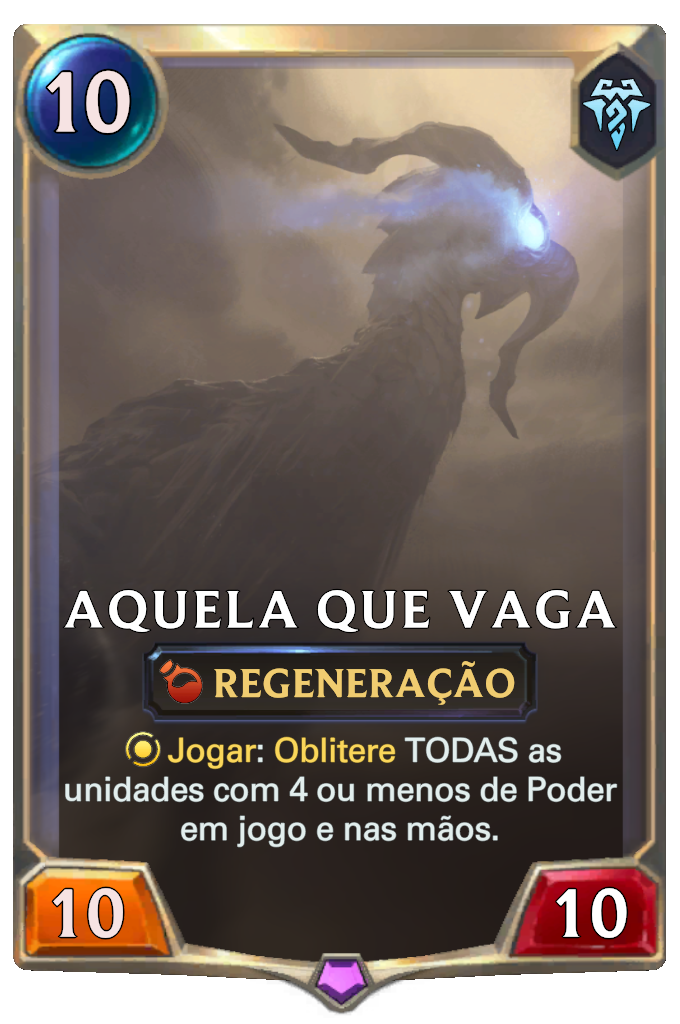 10
AQUELA QUE VAGA
REGENERAÇÃO
Jogar: Oblitere TODAS as
unidades com 4 ou menos de Poder
em jogo e nas mãos.
10
10